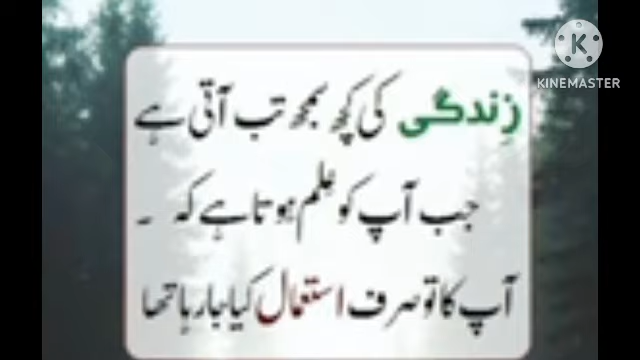 KINEMASTER
زندگی کی کچھ سمجھ تب آتی ہے
جب آپ کو علم ہوتا ہے کہ ۔
آپ کا تو صرف استعمال کیا جا رہا تھا